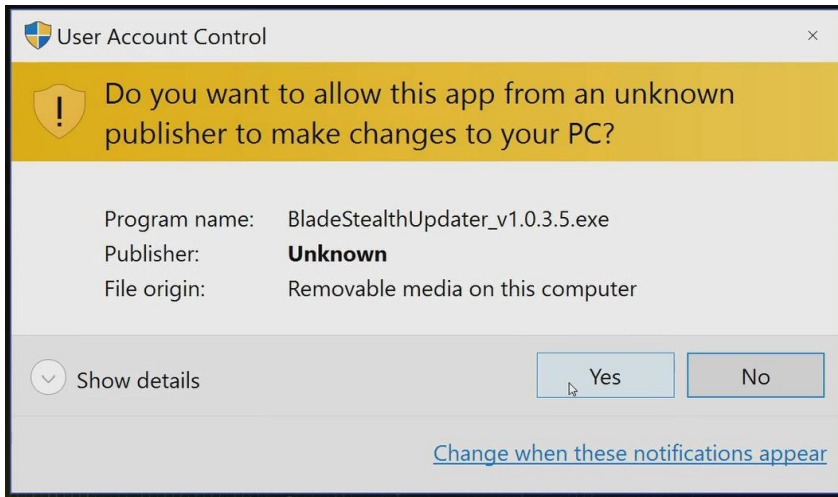 User Account Control
Do you want to allow this app from an unknown
publisher to make changes to your PC?
Program name: BladeStealthUpdater_v1.0.3.5.exe
Publisher: Unknown
File origin: Removable media on this computer
Show details
Yes No
Change when these notifications appear